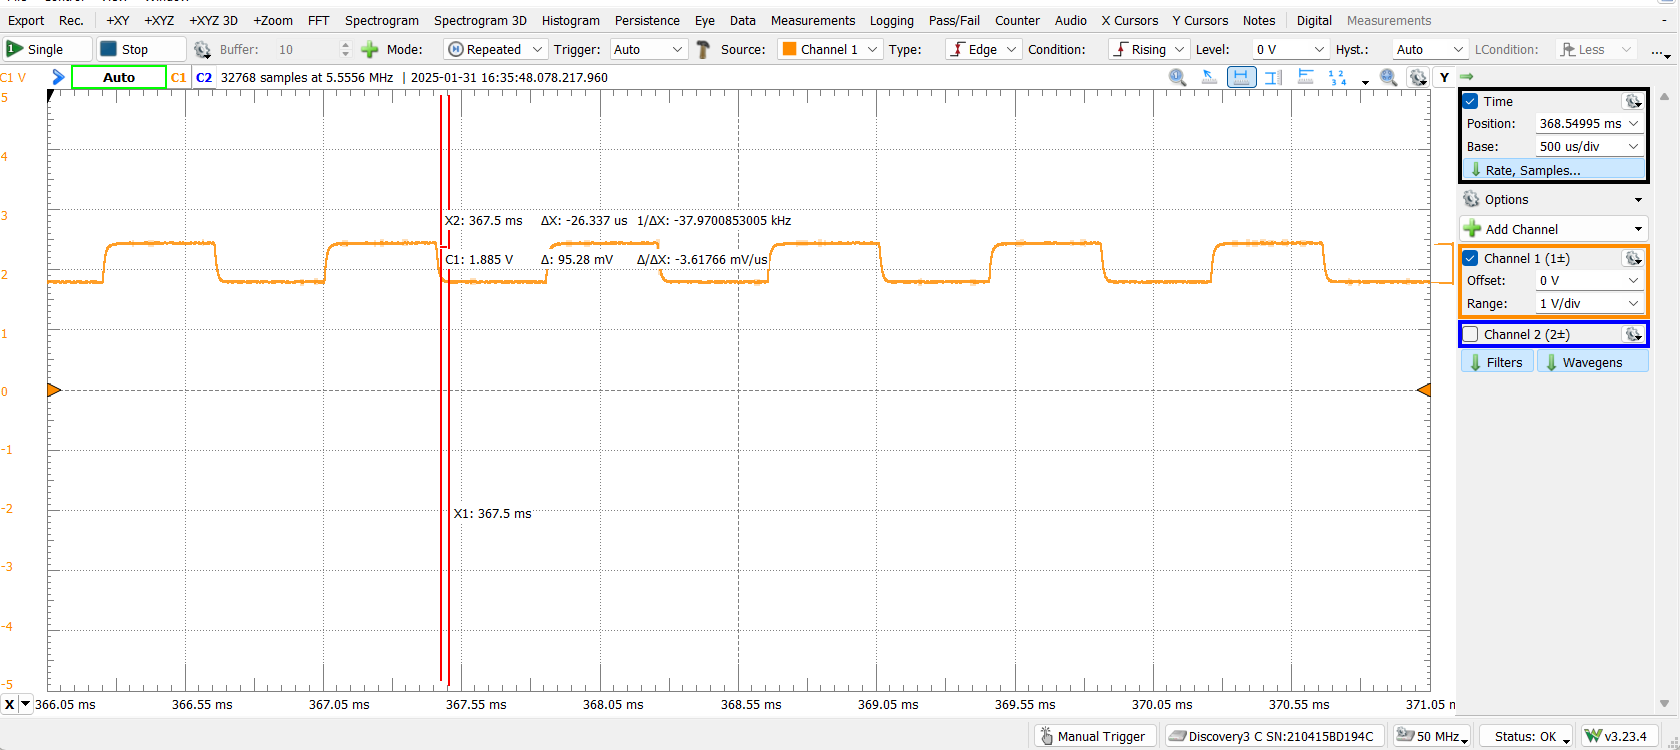 Export Rec. +XY +XYZ +XYZ 3D +Zoom FFT Spectrogram Spectrogram 3D Histogram Persistence Eye Data Measurements Logging Pass/Fail Counter Audio X Cursors Y Cursors Notes Digital Measurements
Single Stop Buffer: 10 Mode: Repeated Trigger: Auto Source: Channel 1 Type: Edge Condition: Rising Level: 0 V Hyst.: Auto LCondition: Less ...
C1 V Auto C1 C2 32768 samples at 5.5556 MHz | 2025-01-31 16:35:48.078.217.960 Y
5
4
3
2
1
0
-1
-2
-3
-4
-5
X2: 367.5 ms ΔX: -26.337 us 1/ΔX: -37.9700853005 kHz
C1: 1.885 V Δ: 95.28 mV Δ/ΔX: -3.61766 mV/us
X1: 367.5 ms
X 366.05 ms 366.55 ms 367.05 ms 367.55 ms 368.05 ms 368.55 ms 369.05 ms 369.55 ms 370.05 ms 370.55 ms 371.05 m
Time
Position: 368.54995 ms
Base: 500 us/div
Rate, Samples...
Options
Add Channel
Channel 1 (1±)
Offset: 0 V
Range: 1 V/div
Channel 2 (2±)
Filters Wavegens
Manual Trigger Discovery3 C SN:210415BD194C 50 MHz Status: OK W v3.23.4